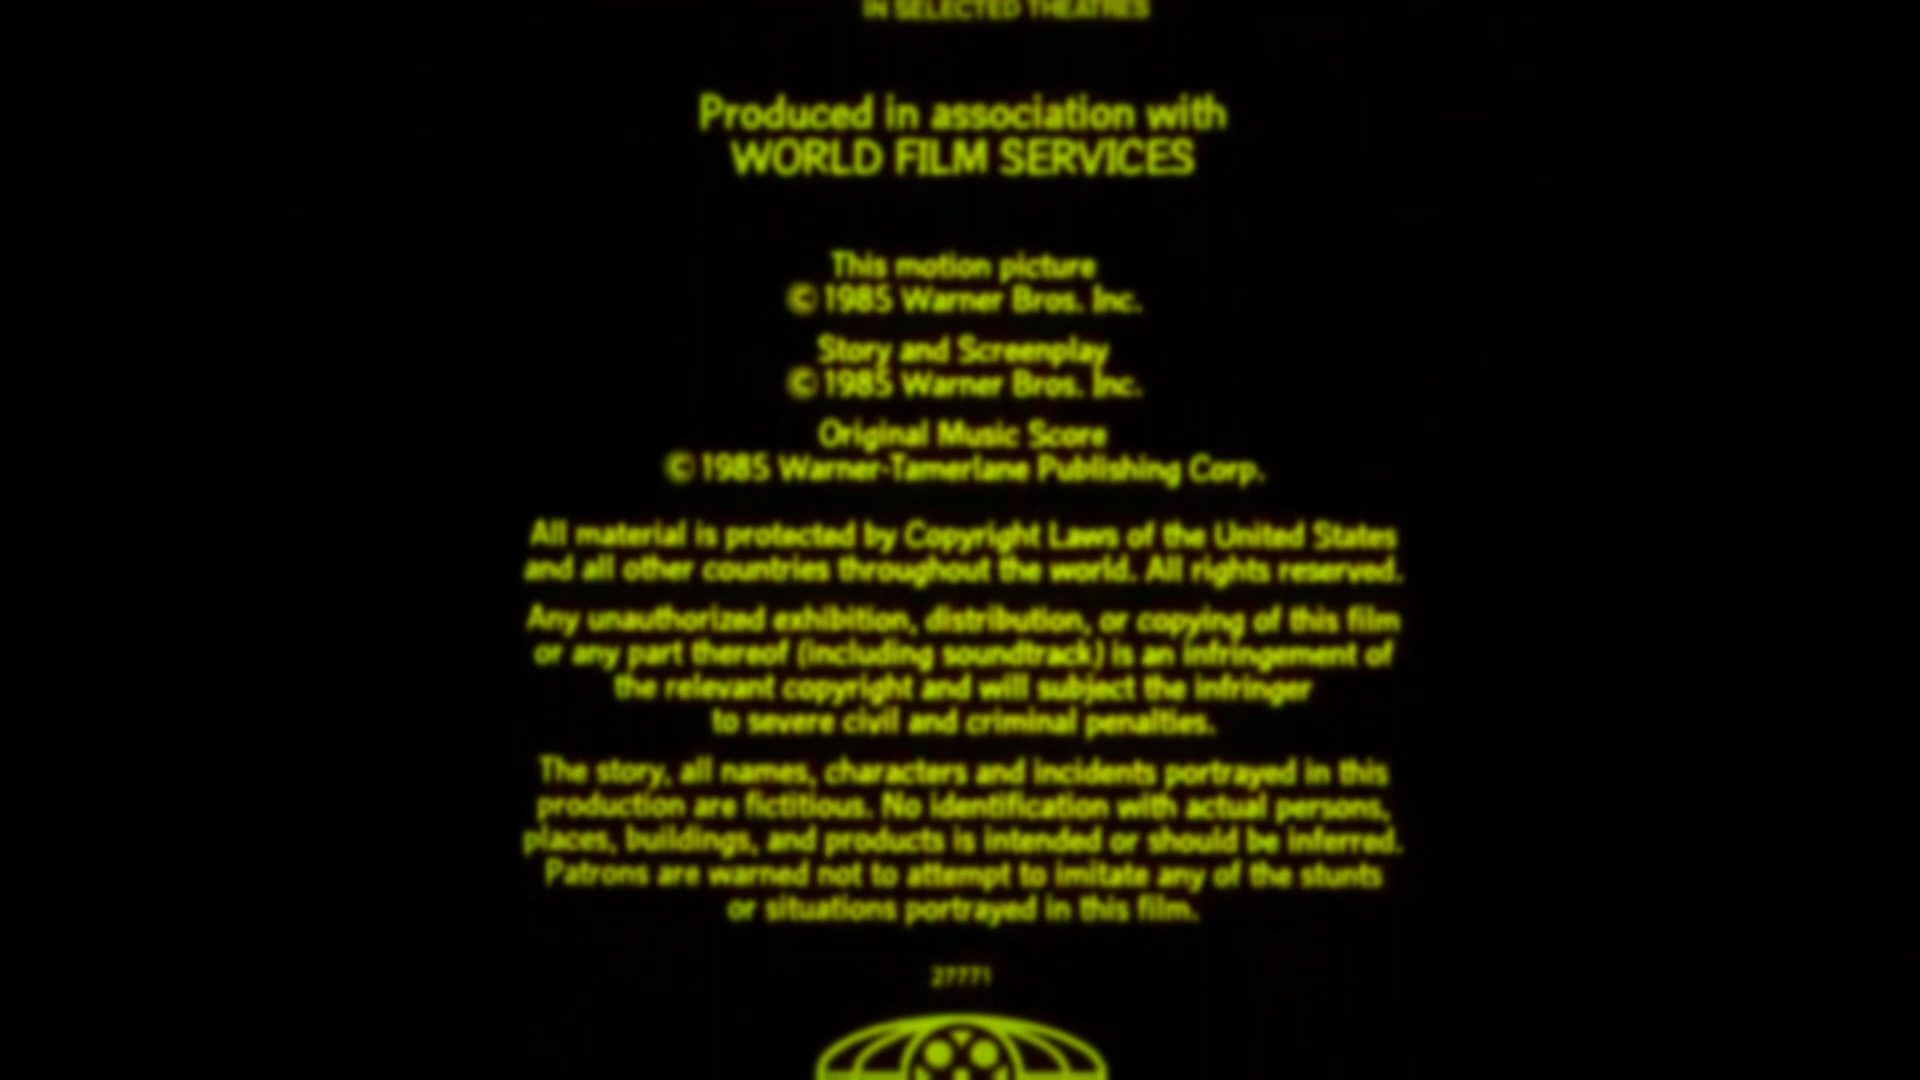 IN SELECTED THEATRES
Produced in association with
WORLD FILM SERVICES
This motion picture
© 1985 Warner Bros. Inc.
Story and Screenplay
© 1985 Warner Bros. Inc.
Original Music Score
© 1985 Warner-Tamerlane Publishing Corp.
All material is protected by Copyright Laws of the United States
and all other countries throughout the world. All rights reserved.
Any unauthorized exhibition, distribution, or copying of this film
or any part thereof (including soundtrack) is an infringement of
the relevant copyright and will subject the infringer
to severe civil and criminal penalties.
The story, all names, characters and incidents portrayed in this
production are fictitious. No identification with actual persons,
places, buildings, and products is intended or should be inferred.
Patrons are warned not to attempt to imitate any of the stunts
or situations portrayed in this film.
27771